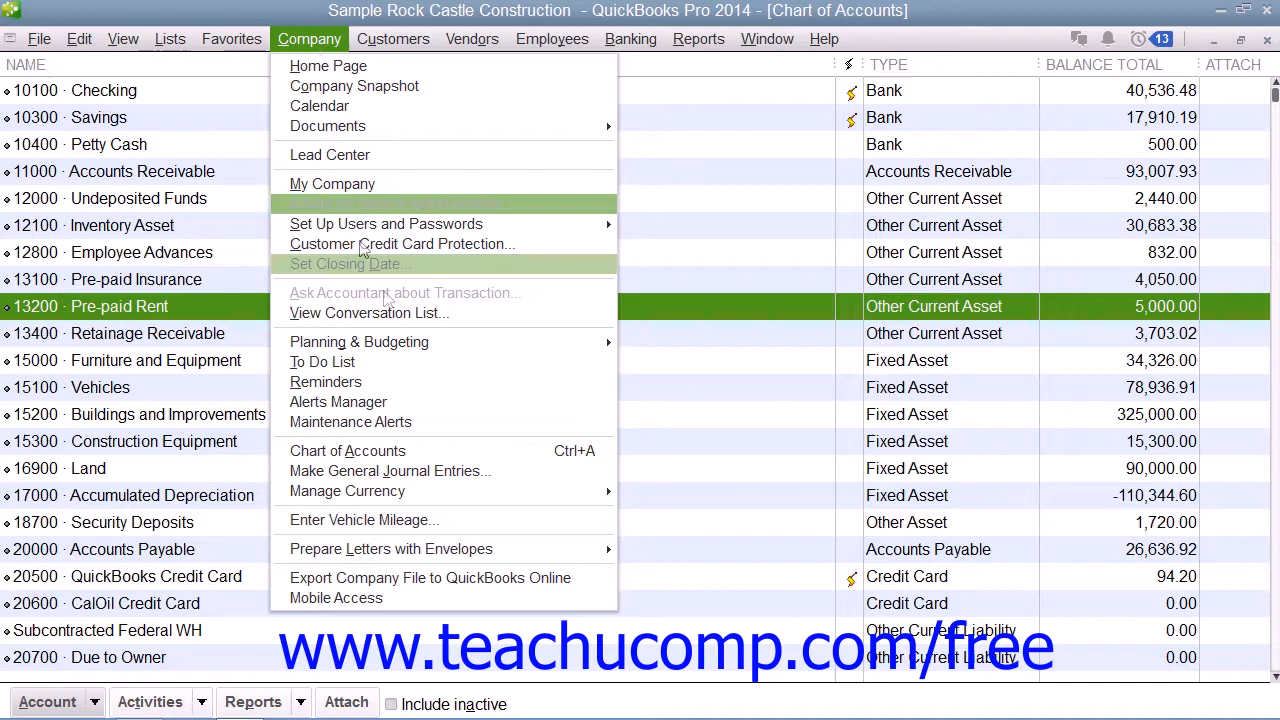 Sample Rock Castle Construction - QuickBooks Pro 2014 - [Chart of Accounts]
File Edit View Lists Favorites Company Customers Vendors Employees Banking Reports Window Help 13
NAME TYPE BALANCE TOTAL ATTACH
10100 · Checking Bank 40,536.48
10300 · Savings Bank 17,910.19
10400 · Petty Cash Bank 500.00
11000 · Accounts Receivable Accounts Receivable 93,007.93
12000 · Undeposited Funds Other Current Asset 2,440.00
12100 · Inventory Asset Other Current Asset 30,683.38
12800 · Employee Advances Other Current Asset 832.00
13100 · Pre-paid Insurance Other Current Asset 4,050.00
13200 · Pre-paid Rent Other Current Asset 5,000.00
13400 · Retainage Receivable Other Current Asset 3,703.02
15000 · Furniture and Equipment Fixed Asset 34,326.00
15100 · Vehicles Fixed Asset 78,936.91
15200 · Buildings and Improvements Fixed Asset 325,000.00
15300 · Construction Equipment Fixed Asset 15,300.00
16900 · Land Fixed Asset 90,000.00
17000 · Accumulated Depreciation Fixed Asset -110,344.60
18700 · Security Deposits Other Asset 1,720.00
20000 · Accounts Payable Accounts Payable 26,636.92
20500 · QuickBooks Credit Card Credit Card 94.20
20600 · CalOil Credit Card Credit Card 0.00
Subcontracted Federal WH Other Current Liability 0.00
20700 · Due to Owner Other Current Liability 0.00
Home Page
Company Snapshot
Calendar
Documents
Lead Center
My Company
Set Up Users and Passwords
Customer Credit Card Protection...
Set Closing Date...
Ask Accountant about Transaction...
View Conversation List...
Planning & Budgeting
To Do List
Reminders
Alerts Manager
Maintenance Alerts
Chart of Accounts Ctrl+A
Make General Journal Entries...
Manage Currency
Enter Vehicle Mileage...
Prepare Letters with Envelopes
Export Company File to QuickBooks Online
Mobile Access
www.teachucomp.com/free
Account Activities Reports Attach Include inactive